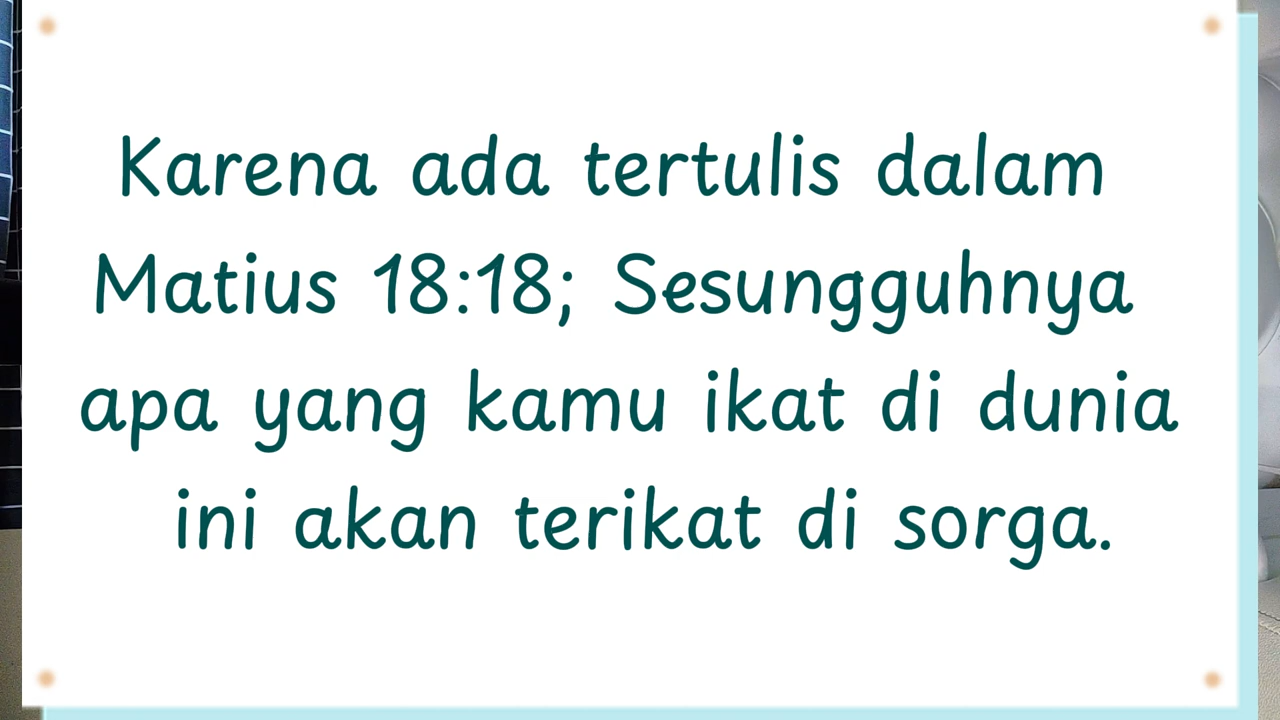 Karena ada tertulis dalam
Matius 18:18; Sesungguhnya
apa yang kamu ikat di dunia
ini akan terikat di sorga.